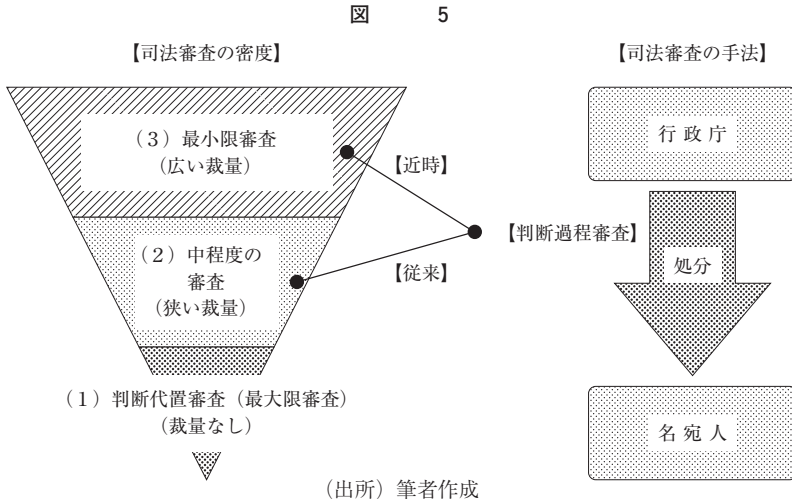 図 5
【司法審査の密度】
(3)最小限審査
(広い裁量)
(2)中程度の
審査
(狭い裁量)
(1)判断代置審査(最大限審査)
(裁量なし)
【近時】
【従来】
【判断過程審査】
【司法審査の手法】
行政庁
処分
名宛人
(出所)筆者作成